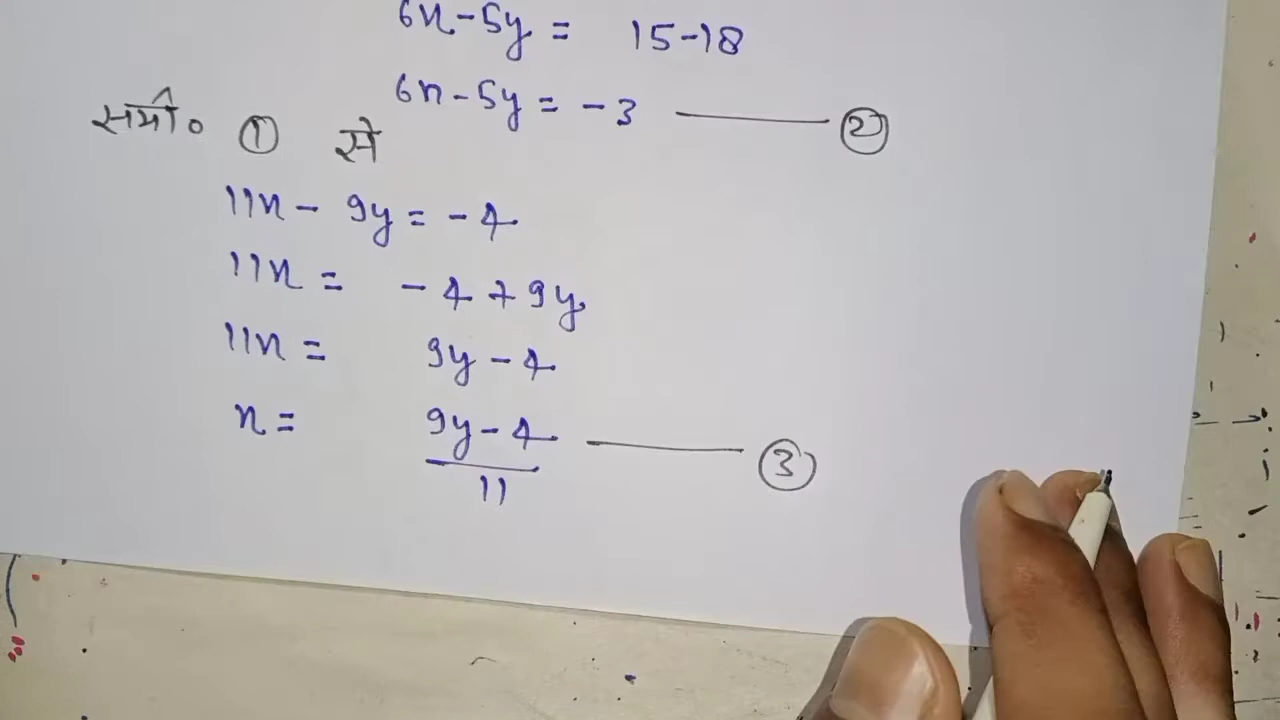 6x-5y = 15-18
6x-5y = -3 ——— ②
समी० ① से
11x - 9y = -4
11x = -4 + 9y
11x = 9y - 4
x = 9y - 4 ——— ③
11